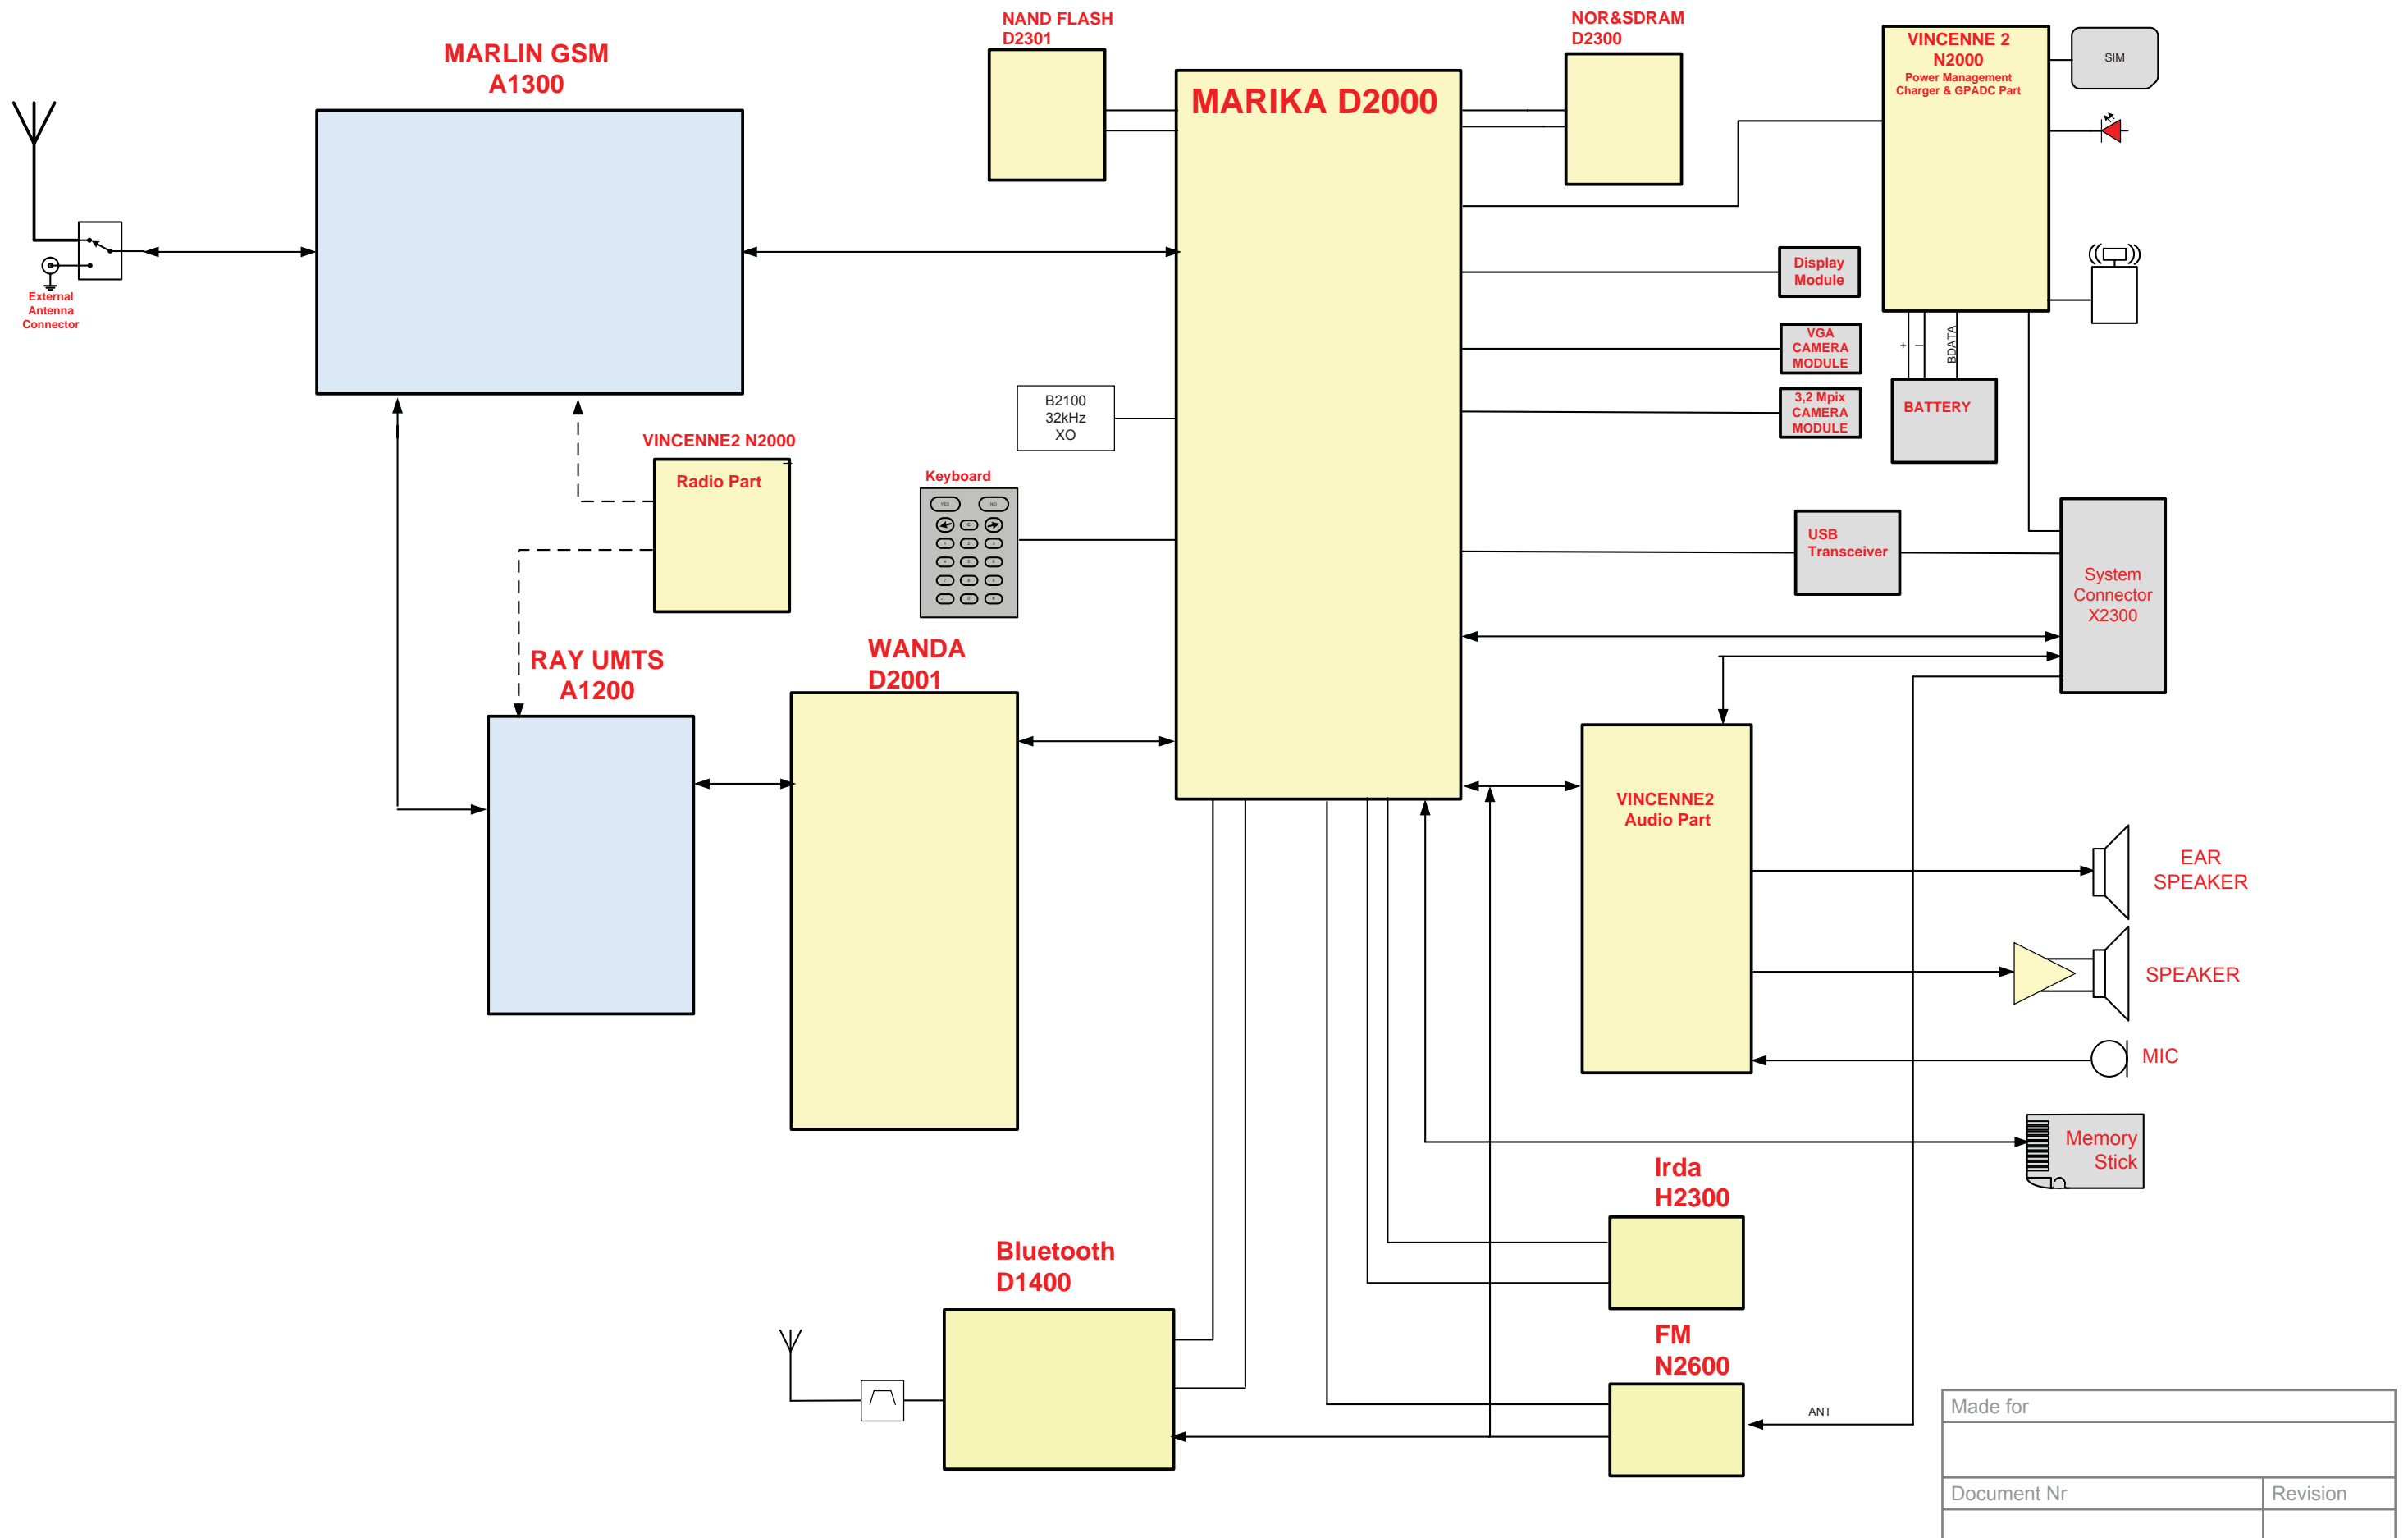 NAND FLASH
D2301
NOR&SDRAM
D2300
MARLIN GSM
A1300
MARIKA D2000
VINCENNE 2
N2000
Power Management
Charger & GPADC Part
SIM
External
Antenna
Connector
Display
Module
VGA
CAMERA
MODULE
3,2 Mpix
CAMERA
MODULE
+
–
BDATA
BATTERY
B2100
32kHz
XO
VINCENNE2 N2000
Radio Part
Keyboard
YES
NO
C
USB
Transceiver
System
Connector
X2300
RAY UMTS
A1200
WANDA
D2001
VINCENNE2
Audio Part
EAR
SPEAKER
SPEAKER
MIC
Memory
Stick
Irda
H2300
Bluetooth
D1400
FM
N2600
ANT
Made for
Document Nr
Revision